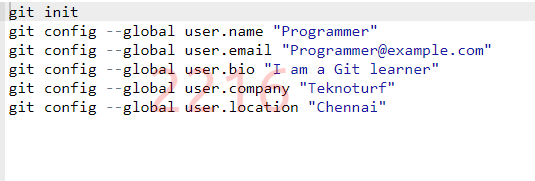 git init
git config --global user.name "Programmer"
git config --global user.email "Programmer@example.com"
git config --global user.bio "I am a Git learner"
git config --global user.company "Teknoturf"
git config --global user.location "Chennai"
2216